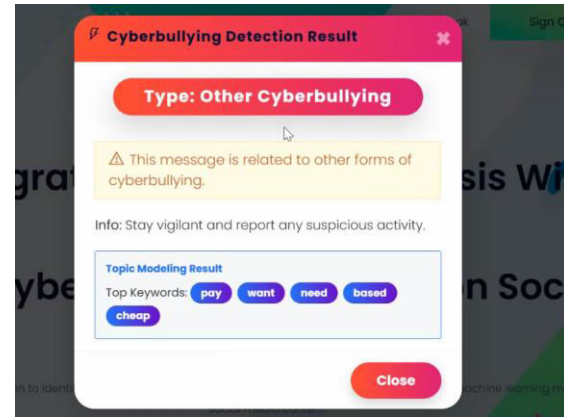 Sign
Cyberbullying Detection Result
Type: Other Cyberbullying
⚠ This message is related to other forms of
cyberbullying.
sis Wi
Info: Stay vigilant and report any suspicious activity.
Topic Modeling Result
Top Keywords: pay want need based
cheap
n Soc
Close